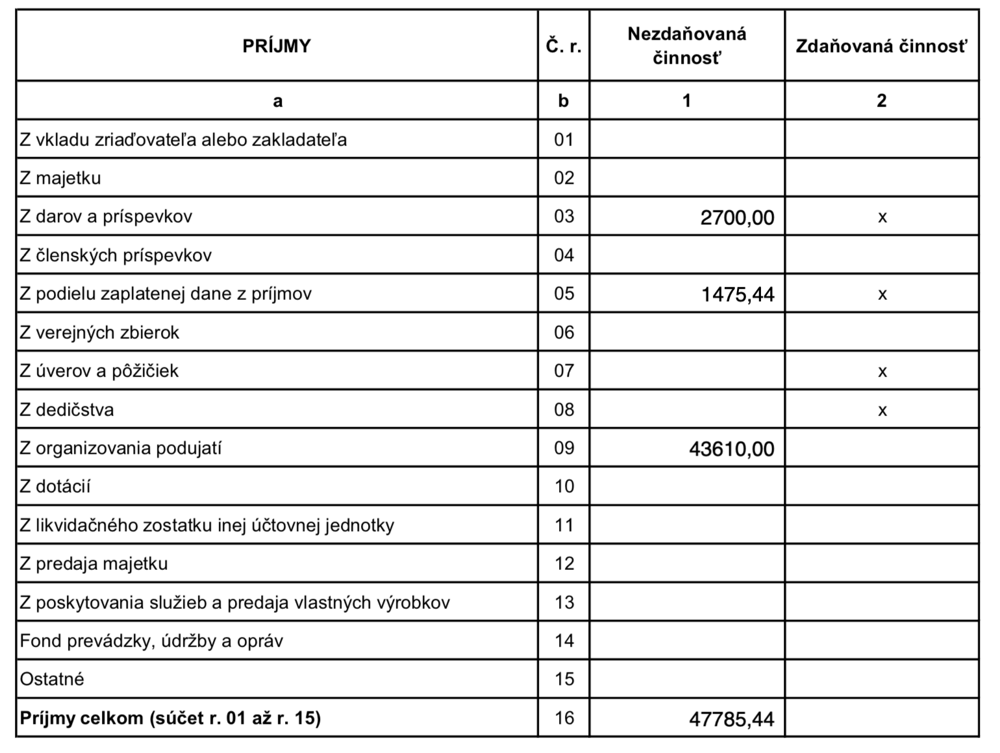 PRÍJMY Č. r. Nezdaňovaná činnosť Zdaňovaná činnosť
a b 1 2
Z vkladu zriaďovateľa alebo zakladateľa 01
Z majetku 02
Z darov a príspevkov 03 2700,00 x
Z členských príspevkov 04
Z podielu zaplatenej dane z príjmov 05 1475,44 x
Z verejných zbierok 06
Z úverov a pôžičiek 07 x
Z dedičstva 08 x
Z organizovania podujatí 09 43610,00
Z dotácií 10
Z likvidačného zostatku inej účtovnej jednotky 11
Z predaja majetku 12
Z poskytovania služieb a predaja vlastných výrobkov 13
Fond prevádzky, údržby a opráv 14
Ostatné 15
Príjmy celkom (súčet r. 01 až r. 15) 16 47785,44